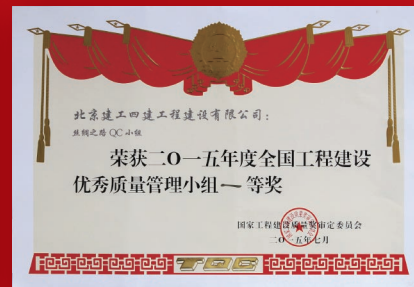 北京建工四建工程建设有限公司：
丝绸之路QC小组
荣获二〇一五年度全国工程建设
优秀质量管理小组一等奖
国家工程建设质量奖审定委员会
二〇一五年七月
TQC